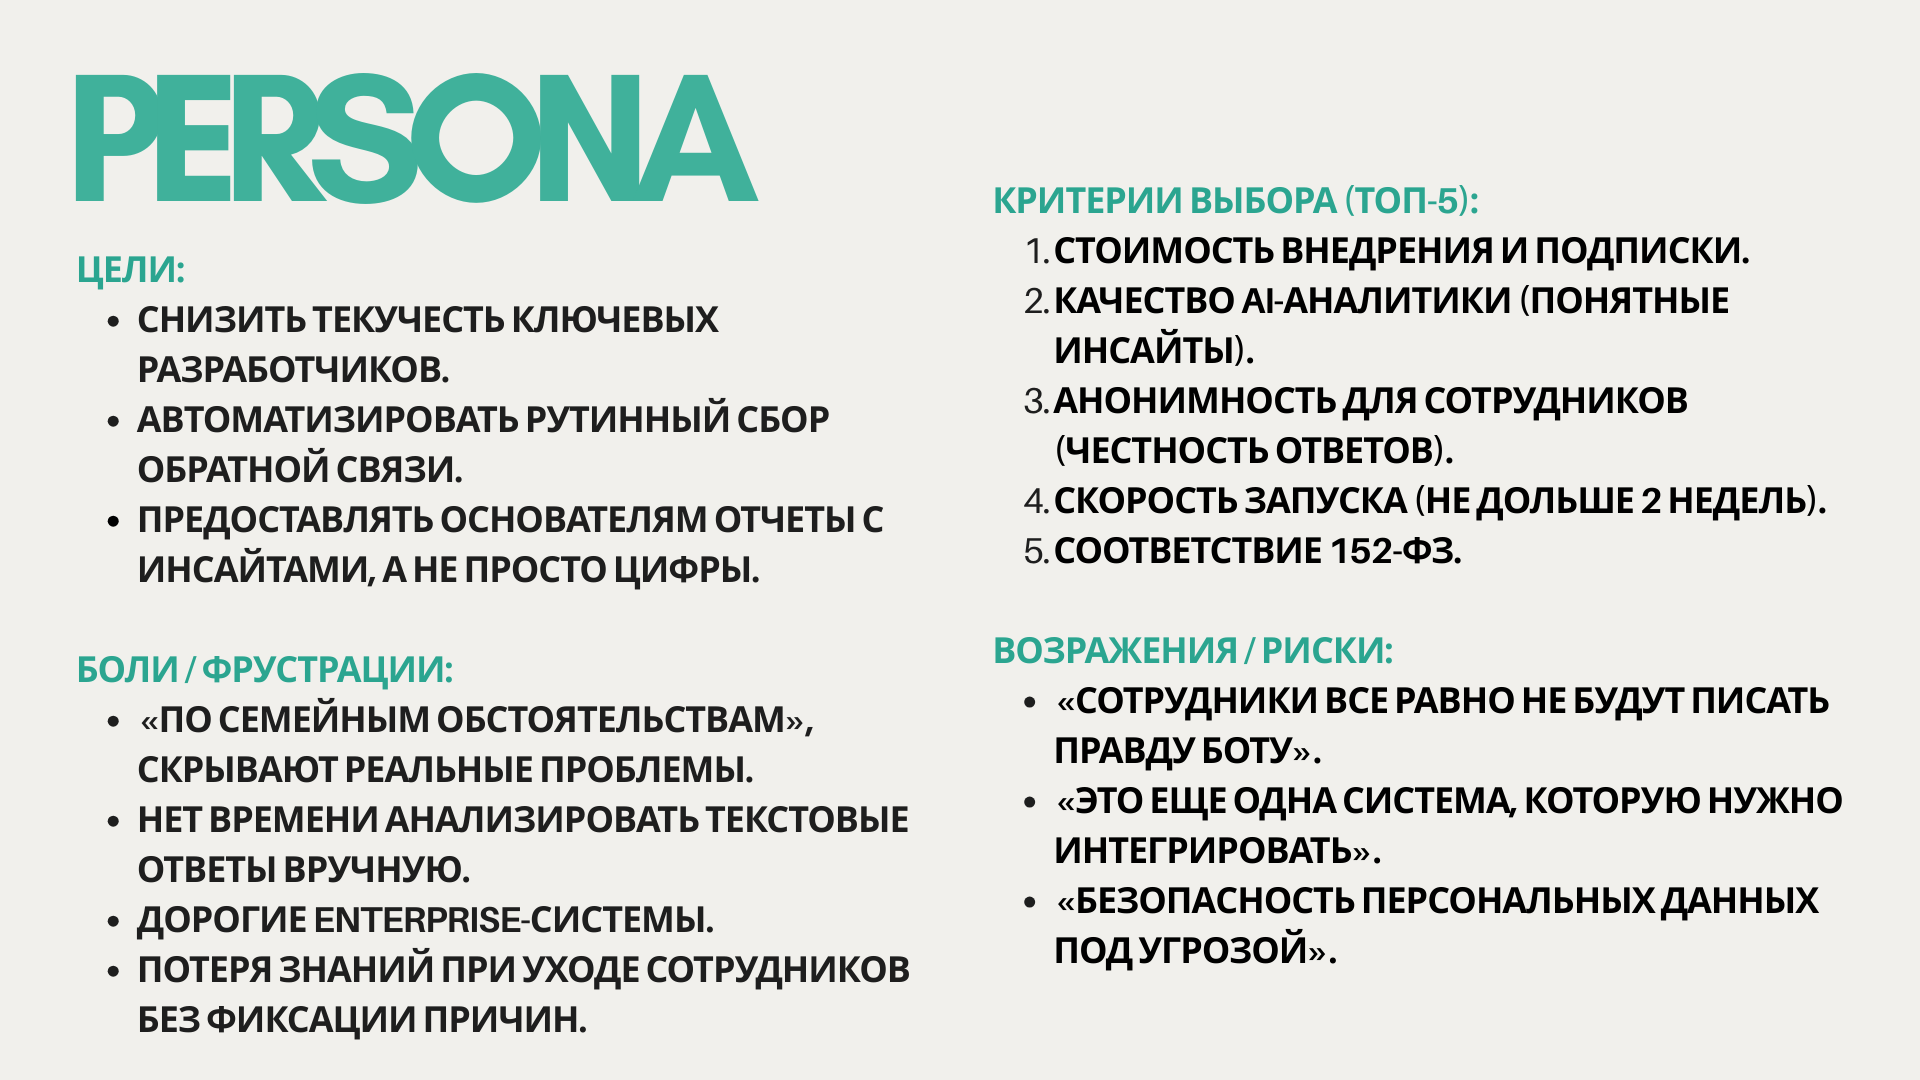 PERSONA
ЦЕЛИ:
• СНИЗИТЬ ТЕКУЧЕСТЬ КЛЮЧЕВЫХ
РАЗРАБОТЧИКОВ.
• АВТОМАТИЗИРОВАТЬ РУТИННЫЙ СБОР
ОБРАТНОЙ СВЯЗИ.
• ПРЕДОСТАВЛЯТЬ ОСНОВАТЕЛЯМ ОТЧЕТЫ С
ИНСАЙТАМИ, А НЕ ПРОСТО ЦИФРЫ.
БОЛИ / ФРУСТРАЦИИ:
• «ПО СЕМЕЙНЫМ ОБСТОЯТЕЛЬСТВАМ»,
СКРЫВАЮТ РЕАЛЬНЫЕ ПРОБЛЕМЫ.
• НЕТ ВРЕМЕНИ АНАЛИЗИРОВАТЬ ТЕКСТОВЫЕ
ОТВЕТЫ ВРУЧНУЮ.
• ДОРОГИЕ ENTERPRISE-СИСТЕМЫ.
• ПОТЕРЯ ЗНАНИЙ ПРИ УХОДЕ СОТРУДНИКОВ
БЕЗ ФИКСАЦИИ ПРИЧИН.
КРИТЕРИИ ВЫБОРА (ТОП-5):
1. СТОИМОСТЬ ВНЕДРЕНИЯ И ПОДПИСКИ.
2. КАЧЕСТВО AI-АНАЛИТИКИ (ПОНЯТНЫЕ
ИНСАЙТЫ).
3. АНОНИМНОСТЬ ДЛЯ СОТРУДНИКОВ
(ЧЕСТНОСТЬ ОТВЕТОВ).
4. СКОРОСТЬ ЗАПУСКА (НЕ ДОЛЬШЕ 2 НЕДЕЛЬ).
5. СООТВЕТСТВИЕ 152-ФЗ.
ВОЗРАЖЕНИЯ / РИСКИ:
• «СОТРУДНИКИ ВСЕ РАВНО НЕ БУДУТ ПИСАТЬ
ПРАВДУ БОТУ».
• «ЭТО ЕЩЕ ОДНА СИСТЕМА, КОТОРУЮ НУЖНО
ИНТЕГРИРОВАТЬ».
• «БЕЗОПАСНОСТЬ ПЕРСОНАЛЬНЫХ ДАННЫХ
ПОД УГРОЗОЙ».